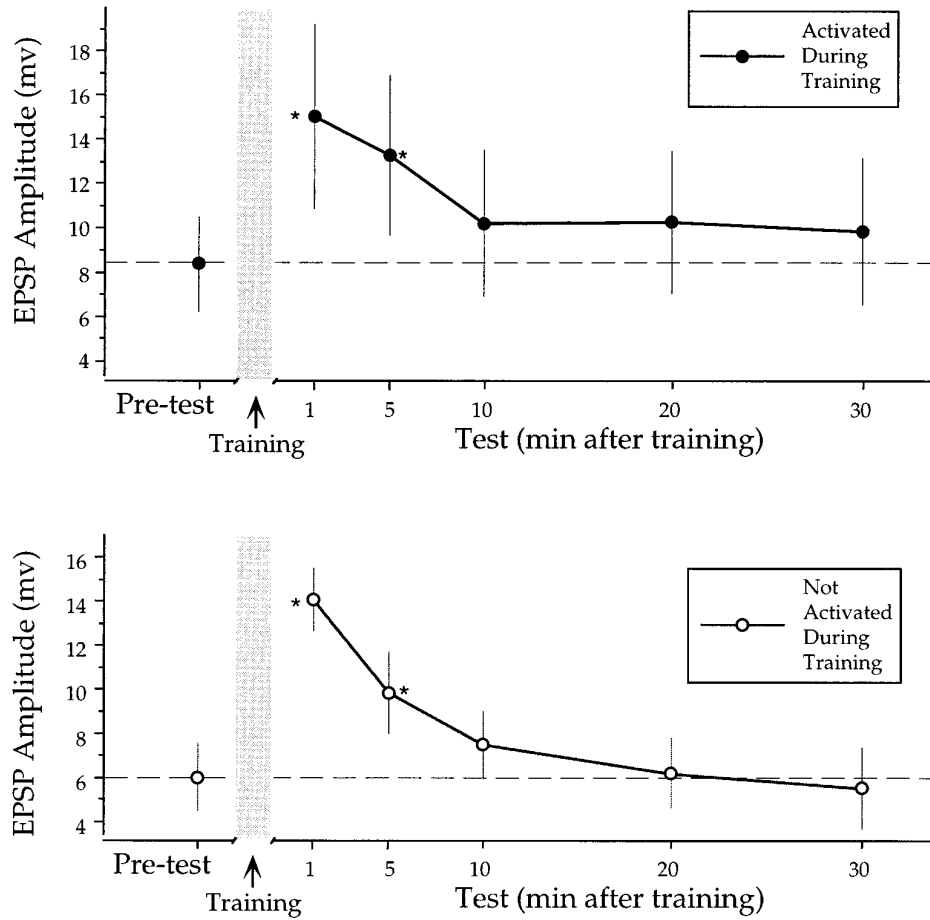 EPSP Amplitude (mv)
18
16
14
12
10
8
6
4
*
*
Activated
During
Training
Pre-test
1
5
10
20
30
Training
Test (min after training)
EPSP Amplitude (mv)
16
14
12
10
8
6
4
*
*
Not
Activated
During
Training
Pre-test
1
5
10
20
30
Training
Test (min after training)